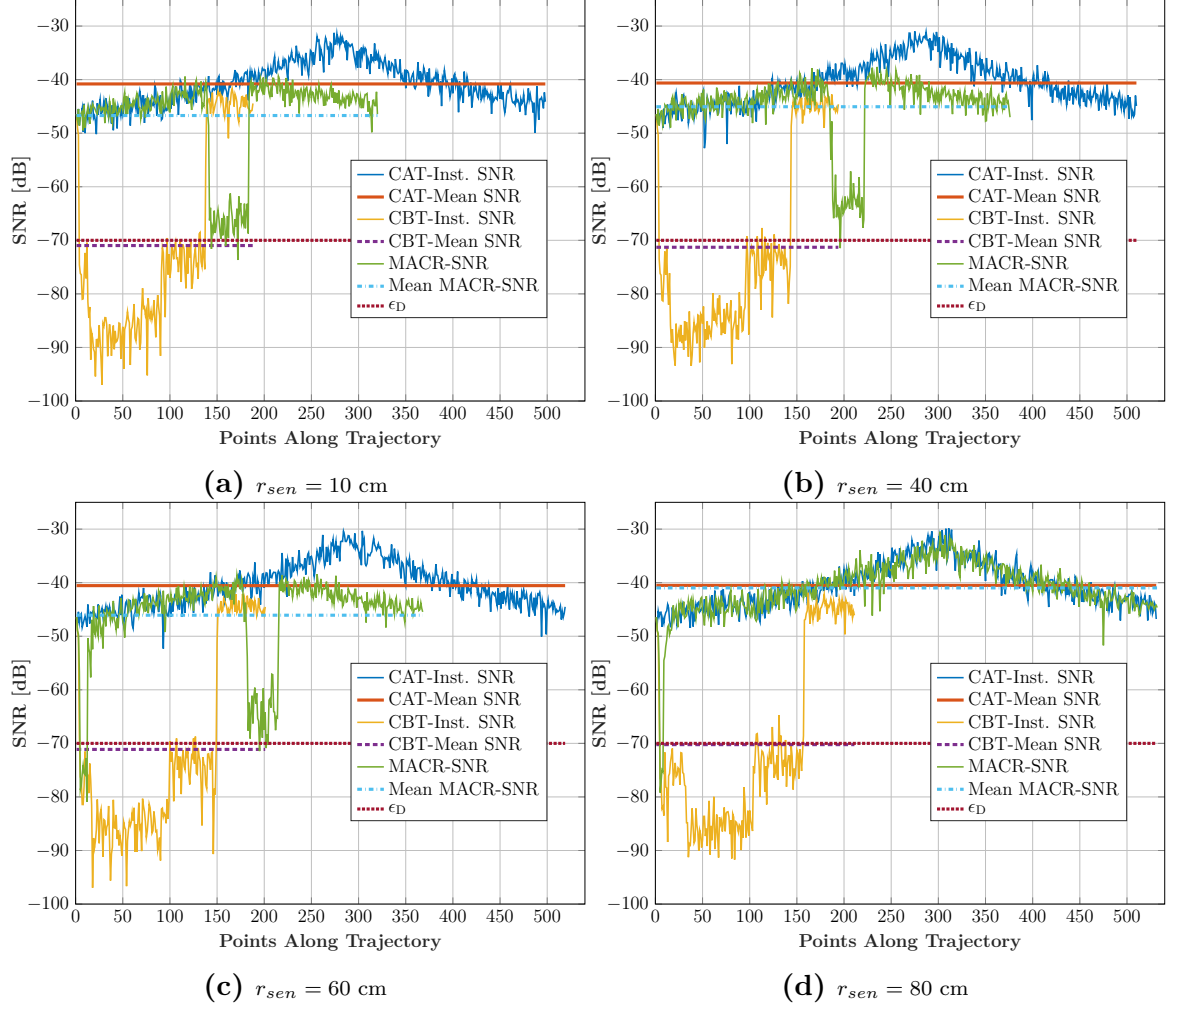 −30
−40
−50
−60
−70
−80
−90
−100
SNR [dB]
0 50 100 150 200 250 300 350 400 450 500
Points Along Trajectory
CAT-Inst. SNR
CAT-Mean SNR
CBT-Inst. SNR
CBT-Mean SNR
MACR-SNR
Mean MACR-SNR
ϵD
(a) rsen = 10 cm
−30
−40
−50
−60
−70
−80
−90
−100
SNR [dB]
0 50 100 150 200 250 300 350 400 450 500
Points Along Trajectory
CAT-Inst. SNR
CAT-Mean SNR
CBT-Inst. SNR
CBT-Mean SNR
MACR-SNR
Mean MACR-SNR
ϵD
(b) rsen = 40 cm
−30
−40
−50
−60
−70
−80
−90
−100
SNR [dB]
0 50 100 150 200 250 300 350 400 450 500
Points Along Trajectory
CAT-Inst. SNR
CAT-Mean SNR
CBT-Inst. SNR
CBT-Mean SNR
MACR-SNR
Mean MACR-SNR
ϵD
(c) rsen = 60 cm
−30
−40
−50
−60
−70
−80
−90
−100
SNR [dB]
0 50 100 150 200 250 300 350 400 450 500
Points Along Trajectory
CAT-Inst. SNR
CAT-Mean SNR
CBT-Inst. SNR
CBT-Mean SNR
MACR-SNR
Mean MACR-SNR
ϵD
(d) rsen = 80 cm